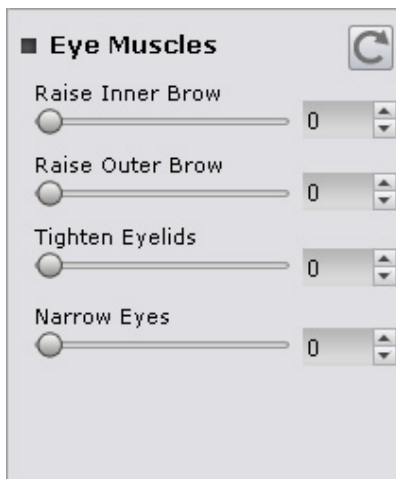 Eye Muscles
Raise Inner Brow
0
Raise Outer Brow
0
Tighten Eyelids
0
Narrow Eyes
0